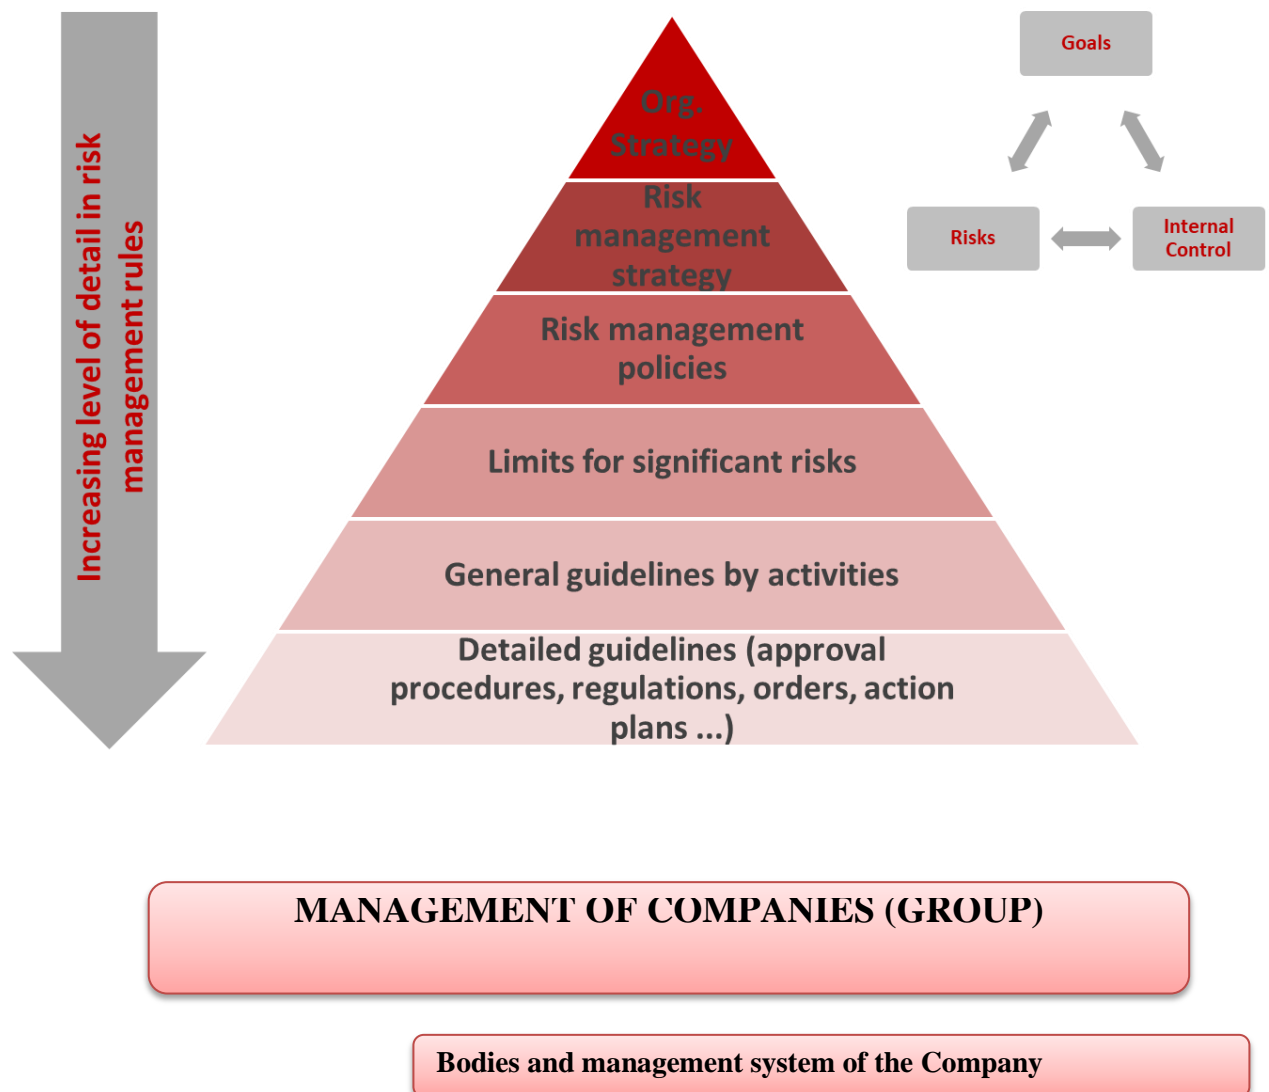 Increasing level of detail in risk
management rules
Org.
Strategy
Risk
management
strategy
Risk management
policies
Limits for significant risks
General guidelines by activities
Detailed guidelines (approval
procedures, regulations, orders, action
plans ...)
Goals
Risks
Internal
Control
MANAGEMENT OF COMPANIES (GROUP)
Bodies and management system of the Company